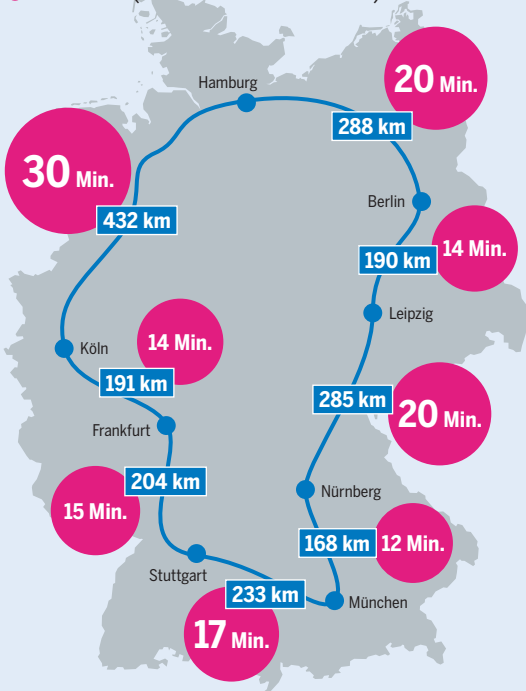 Hamburg
20 Min.
288 km
30 Min.
432 km
Berlin
14 Min.
190 km
Leipzig
Köln
14 Min.
191 km
285 km
20 Min.
Frankfurt
204 km
15 Min.
Nürnberg
168 km
12 Min.
Stuttgart
233 km
München
17 Min.